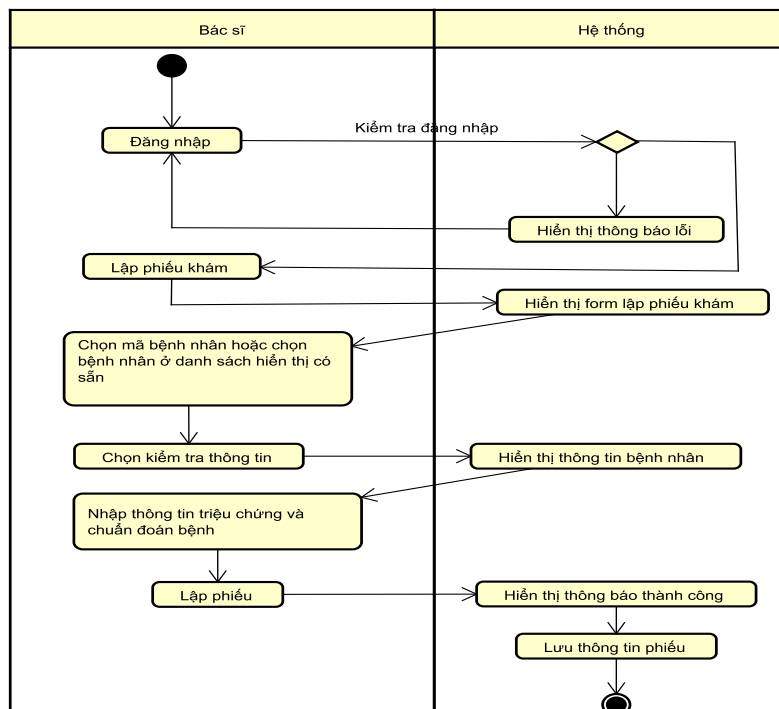 Bác sĩ
Hệ thống
Kiểm tra đăng nhập
Đăng nhập
Hiển thị thông báo lỗi
Lập phiếu khám
Hiển thị form lập phiếu khám
Chọn mã bệnh nhân hoặc chọn
bệnh nhân ở danh sách hiển thị có
sẵn
Chọn kiểm tra thông tin
Hiển thị thông tin bệnh nhân
Nhập thông tin triệu chứng và
chuẩn đoán bệnh
Lập phiếu
Hiển thị thông báo thành công
Lưu thông tin phiếu